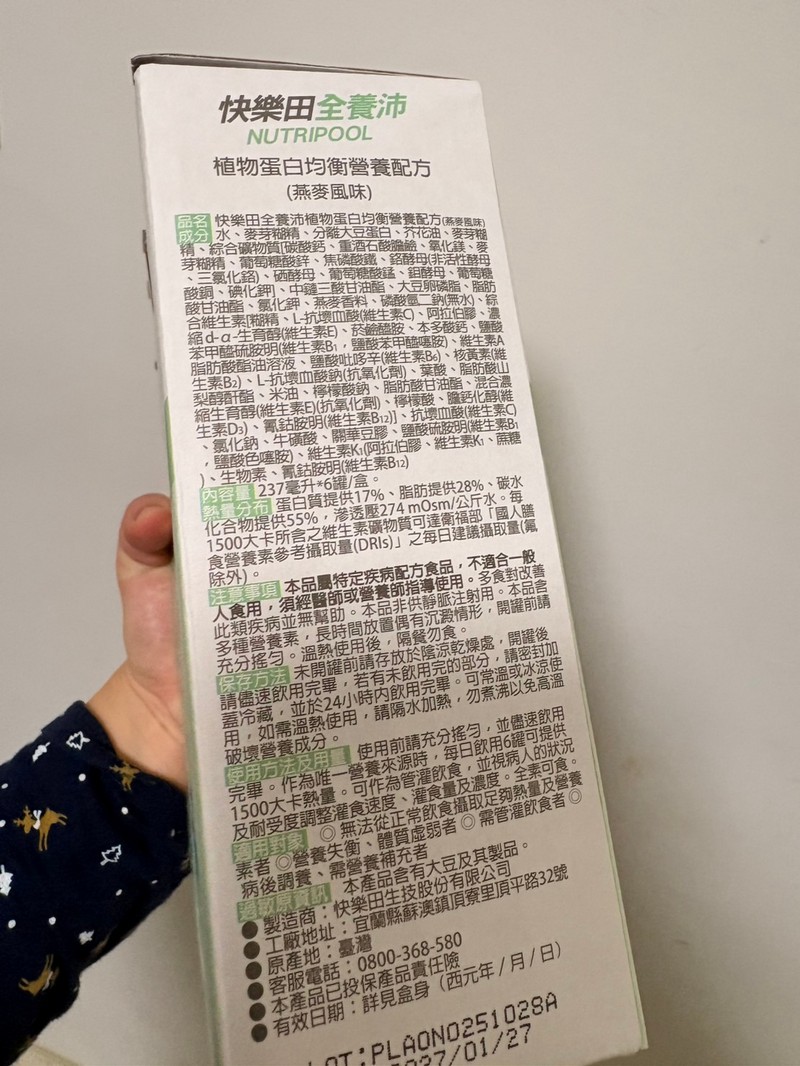 快樂田全養沛
NUTRIPOOL
植物蛋白均衡營養配方
(燕麥風味)
品名 快樂田全養沛植物蛋白均衡營養配方(燕麥風味)
成分 水、麥芽糊精、分離大豆蛋白、芥花油、麥芽糊
精、綜合礦物質[碳酸鈣、重酒石酸膽鹼、氧化鎂、麥
芽糊精、葡萄糖酸鋅、焦磷酸鐵、鉻酵母(非活性酵母
、三氯化鉻)、硒酵母、葡萄糖酸錳、鉬酵母、葡萄糖
酸銅、碘化鉀]、中鏈三酸甘油酯、大豆卵磷脂、脂肪
酸甘油酯、氯化鉀、燕麥香料、磷酸氫二鈉(無水)、綜
合維生素[糊精、L-抗壞血酸(維生素C)、阿拉伯膠、濃
縮d-α-生育醇(維生素E)、菸鹼醯胺、本多酸鈣、鹽酸
苯甲醯硫胺明(維生素B1，鹽酸苯甲醯噻胺)、維生素A
脂肪酸酯油溶液、鹽酸吡哆辛(維生素B6)、核黃素(維
生素B2)、L-抗壞血酸鈉(抗氧化劑)、葉酸、脂肪酸山
梨醇酐酯、米油、檸檬酸鈉、脂肪酸甘油酯、混合濃
縮生育醇(維生素E)(抗氧化劑)、檸檬酸、膽鈣化醇(維
生素D3)、氰鈷胺明(維生素B12)]、抗壞血酸(維生素C)
、氯化鈉、牛磺酸、關華豆膠、鹽酸硫胺明(維生素B1
，鹽酸色噻胺)、維生素K1(阿拉伯膠、維生素K1、蔗糖
)、生物素、氰鈷胺明(維生素B12)
內容量 237毫升*6罐/盒。
熱量分布 蛋白質提供17%、脂肪提供28%、碳水
化合物提供55%，滲透壓274 mOsm/公斤水。每
1500大卡所含之維生素礦物質可達衛福部「國人膳
食營養素參考攝取量(DRIs)」之每日建議攝取量(氟
除外)。
注意事項 本品屬特定疾病配方食品，不適合一般
人食用，須經醫師或營養師指導使用。多食對改善
此類疾病並無幫助。本品非供靜脈注射用。本品含
多種營養素，長時間放置偶有沉澱情形，開罐前請
充分搖勻。溫熱使用後，隔餐勿食。
保存方法 未開罐前請存放於陰涼乾燥處，開罐後
請儘速飲用完畢，若有未飲用完的部分，請密封加
蓋冷藏，並於24小時內飲用完畢。可常溫或冰涼使
用，如需溫熱使用，請隔水加熱，勿煮沸以免高溫
破壞營養成分。
使用方法及用量 使用前請充分搖勻，並儘速飲用
完畢。作為唯一營養來源時，每日飲用6罐可提供
1500大卡熱量。可作為管灌飲食，並視病人的狀況
及耐受度調整灌食速度、灌食量及濃度。全素可食。
適用對象 ◎無法從正常飲食攝取足夠熱量及營養
素者◎營養失衡、體質虛弱者◎需管灌飲食者◎
病後調養、需營養補充者
過敏原資訊 本產品含有大豆及其製品。
●製造商：快樂田生技股份有限公司
●工廠地址：宜蘭縣蘇澳鎮頂寮里頂平路32號
●原產地：臺灣
●客服電話：0800-368-580
●本產品已投保產品責任險
●有效日期：詳見盒身（西元年/月/日）
LOT:PLAON0251028A
2027/01/27